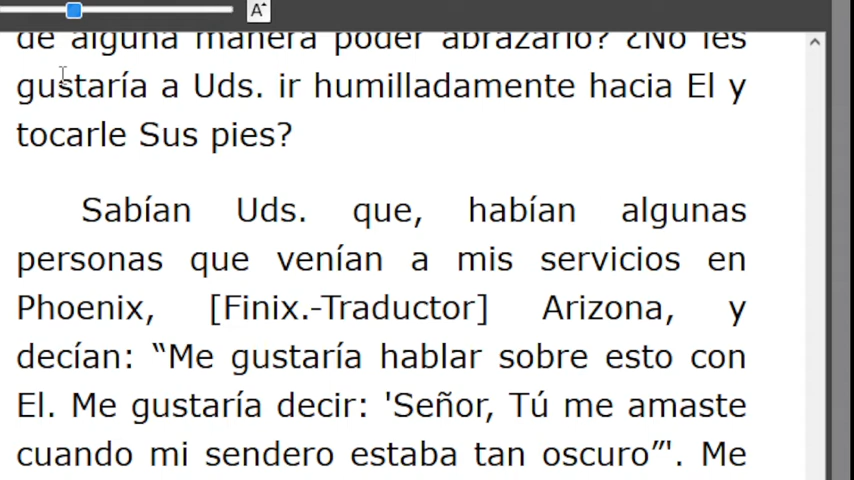 A
de alguna manera poder abrazarlo? ¿No les
gustaría a Uds. ir humilladamente hacia El y
tocarle Sus pies?
Sabían Uds. que, habían algunas
personas que venían a mis servicios en
Phoenix, [Finix.-Traductor] Arizona, y
decían: “Me gustaría hablar sobre esto con
El. Me gustaría decir: 'Señor, Tú me amaste
cuando mi sendero estaba tan oscuro”'. Me